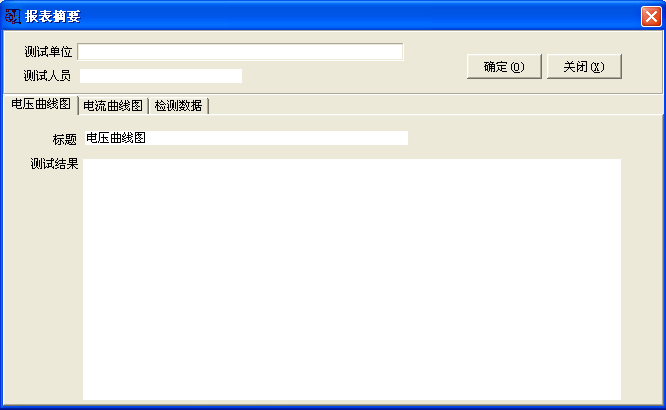 报表摘要
测试单位
测试人员
确定(O)
关闭(X)
电压曲线图 电流曲线图 检测数据
标题 电压曲线图
测试结果